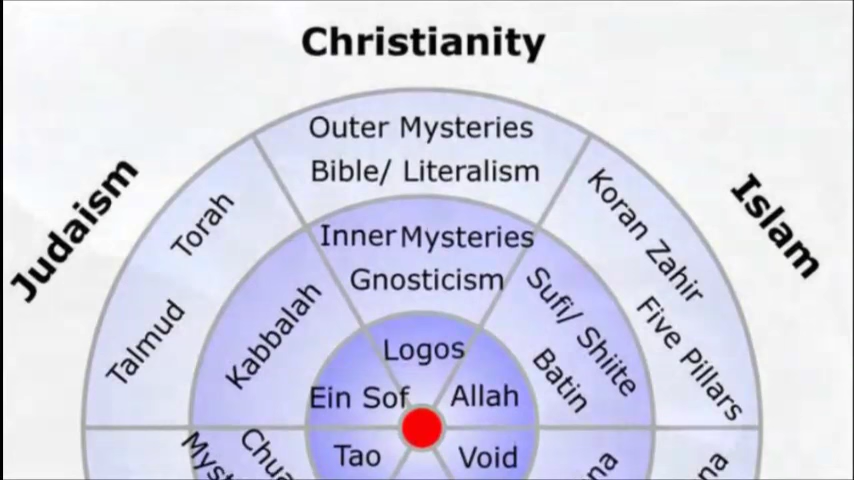 Christianity
Judaism
Islam
Outer Mysteries
Bible/ Literalism
Torah
Talmud
Koran Zahir
Five Pillars
Inner Mysteries
Gnosticism
Kabbalah
Sufi/ Shiite
Batin
Logos
Ein Sof
Allah
Tao
Void